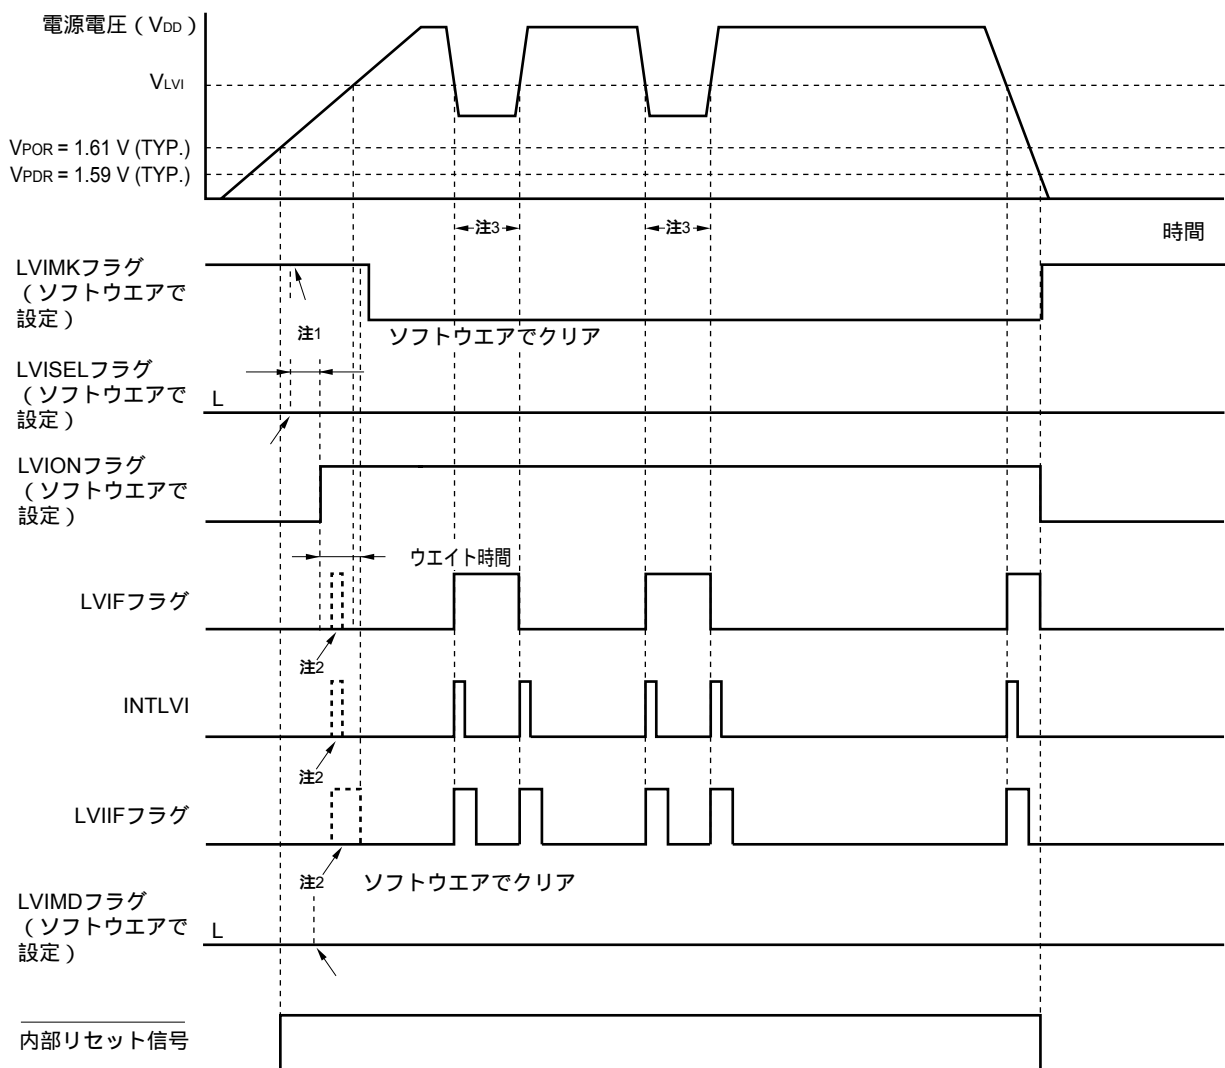 電源電圧（VDD）
VLVI
VPOR = 1.61 V (TYP.)
VPDR = 1.59 V (TYP.)
注3
注3
時間
LVIMKフラグ
（ソフトウエアで
設定）
注1
ソフトウエアでクリア
LVISELフラグ
（ソフトウエアで
設定）
L
LVIONフラグ
（ソフトウエアで
設定）
ウエイト時間
LVIFフラグ
注2
INTLVI
注2
LVIIFフラグ
注2
ソフトウエアでクリア
LVIMDフラグ
（ソフトウエアで
設定）
L
内部リセット信号